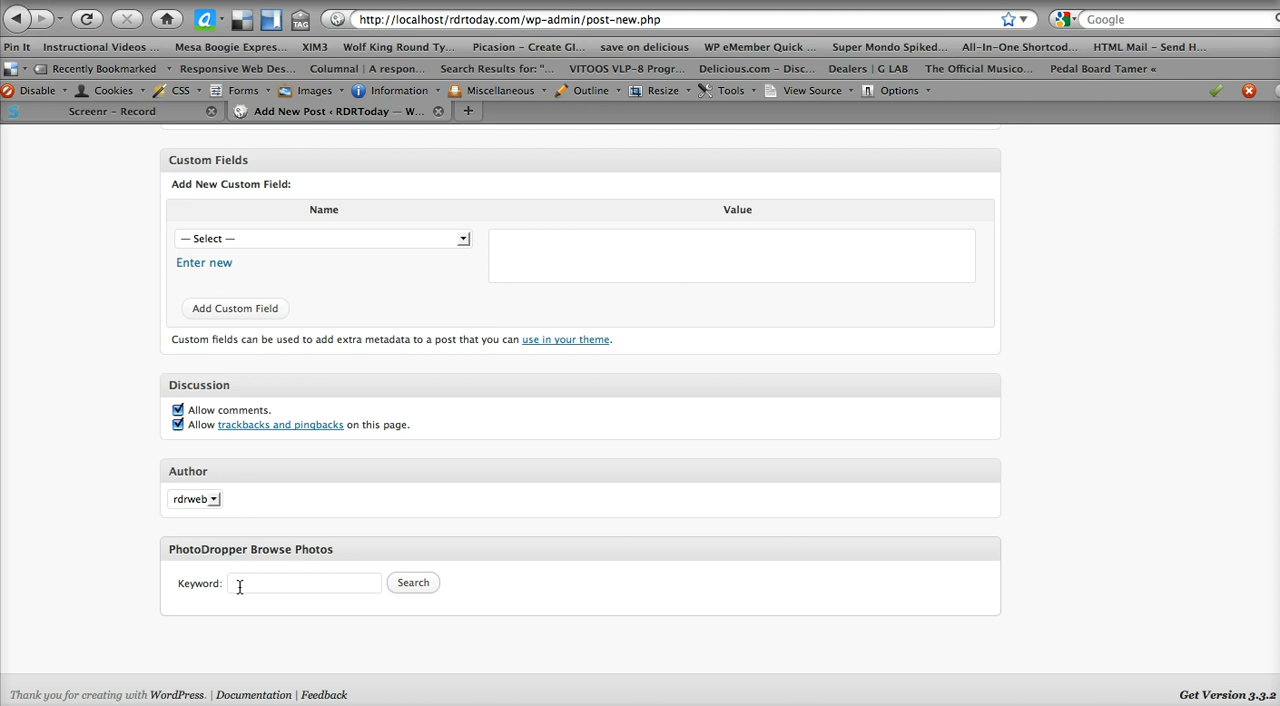 http://localhost/rdrtoday.com/wp-admin/post-new.php
Google
TAG
Pin It Instructional Videos ... Mesa Boogie Expres... XIM3 Wolf King Round Ty... Picasion – Create GI... save on delicious WP eMember Quick ... Super Mondo Spiked... All-In-One Shortcod... HTML Mail – Send H...
Recently Bookmarked Responsive Web Des... Columnal | A respon... Search Results for: "... VITOOS VLP-8 Progr... Hellicious.com – Disc... Dealers G LAB The Official Musico... Pedal Board Tamer «
Disable Cookies CSS Forms Images Information Miscellaneous Outline Resize Tools View Source Options
Screenr – Record Add New Post ‹ RDRToday — W...
Custom Fields
Add New Custom Field:
Name Value
— Select —
Enter new
Add Custom Field
Custom fields can be used to add extra metadata to a post that you can use in your theme.
Discussion
Allow comments.
Allow trackbacks and pingbacks on this page.
Author
rdrweb
PhotoDropper Browse Photos
Keyword: Search
Thank you for creating with WordPress. | Documentation | Feedback Get Version 3.3.2